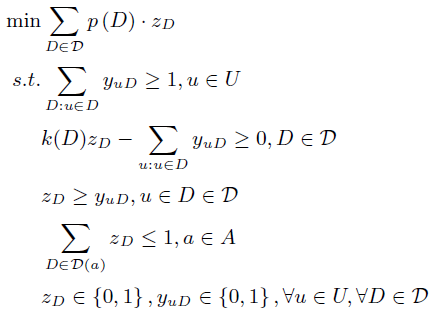 min ∑_{D∈𝒟} p (D) · z_D
s.t. ∑_{D:u∈D} y_{uD} ≥ 1, u ∈ U
k(D)z_D − ∑_{u:u∈D} y_{uD} ≥ 0, D ∈ 𝒟
z_D ≥ y_{uD}, u ∈ D ∈ 𝒟
∑_{D∈𝒟(a)} z_D ≤ 1, a ∈ A
z_D ∈ {0, 1} , y_{uD} ∈ {0, 1} , ∀u ∈ U, ∀D ∈ 𝒟